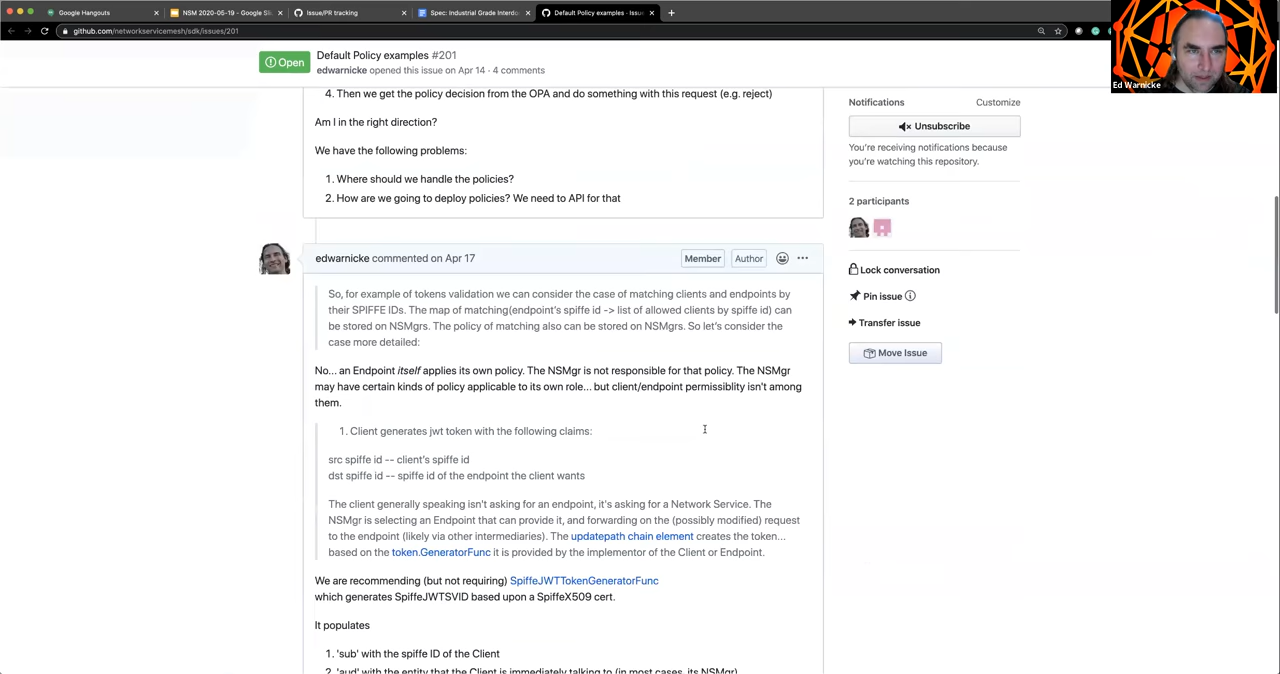 Google Hangouts
NSM 2020-05-19 - Google Sli
Issue/PR tracking
Spec: Industrial Grade Interdo
Default Policy examples · Issu
github.com/networkservicemesh/sdk/issues/201
Ed Warnicke
Open
Default Policy examples #201
edwarnicke opened this issue on Apr 14 · 4 comments
4. Then we get the policy decision from the OPA and do something with this request (e.g. reject)
Am I in the right direction?
We have the following problems:
1. Where should we handle the policies?
2. How are we going to deploy policies? We need to API for that
Notifications
Customize
Unsubscribe
You're receiving notifications because
you're watching this repository.
2 participants
Lock conversation
Pin issue
Transfer issue
Move Issue
edwarnicke commented on Apr 17
Member
Author
So, for example of tokens validation we can consider the case of matching clients and endpoints by
their SPIFFE IDs. The map of matching(endpoint's spiffe id -> list of allowed clients by spiffe id) can
be stored on NSMgrs. The policy of matching also can be stored on NSMgrs. So let's consider the
case more detailed:
No... an Endpoint itself applies its own policy. The NSMgr is not responsible for that policy. The NSMgr
may have certain kinds of policy applicable to its own role... but client/endpoint permissiblity isn't among
them.
1. Client generates jwt token with the following claims:
src spiffe id -- client's spiffe id
dst spiffe id -- spiffe id of the endpoint the client wants
The client generally speaking isn't asking for an endpoint, it's asking for a Network Service. The
NSMgr is selecting an Endpoint that can provide it, and forwarding on the (possibly modified) request
to the endpoint (likely via other intermediaries). The updatepath chain element creates the token...
based on the token.GeneratorFunc it is provided by the implementor of the Client or Endpoint.
We are recommending (but not requiring) SpiffeJWTTokenGeneratorFunc
which generates SpiffeJWTSVID based upon a SpiffeX509 cert.
It populates
1. 'sub' with the spiffe ID of the Client
2. 'aud' with the entity that the Client is immediately talking to (in most cases, its NSMgr)